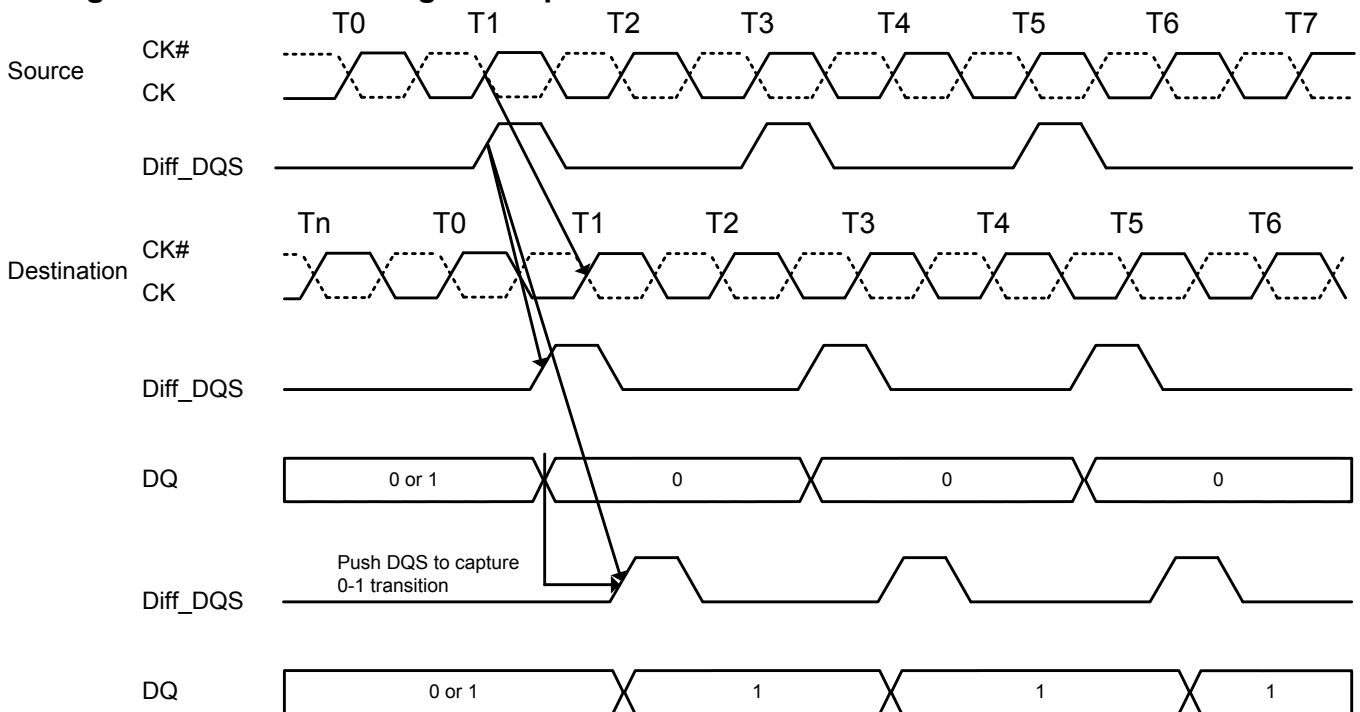 T0 T1 T2 T3 T4 T5 T6 T7
CK#
Source
CK
Diff_DQS
Tn T0 T1 T2 T3 T4 T5 T6
CK#
Destination
CK
Diff_DQS
DQ 0 or 1 0 0 0
Push DQS to capture
0-1 transition
Diff_DQS
DQ 0 or 1 1 1 1